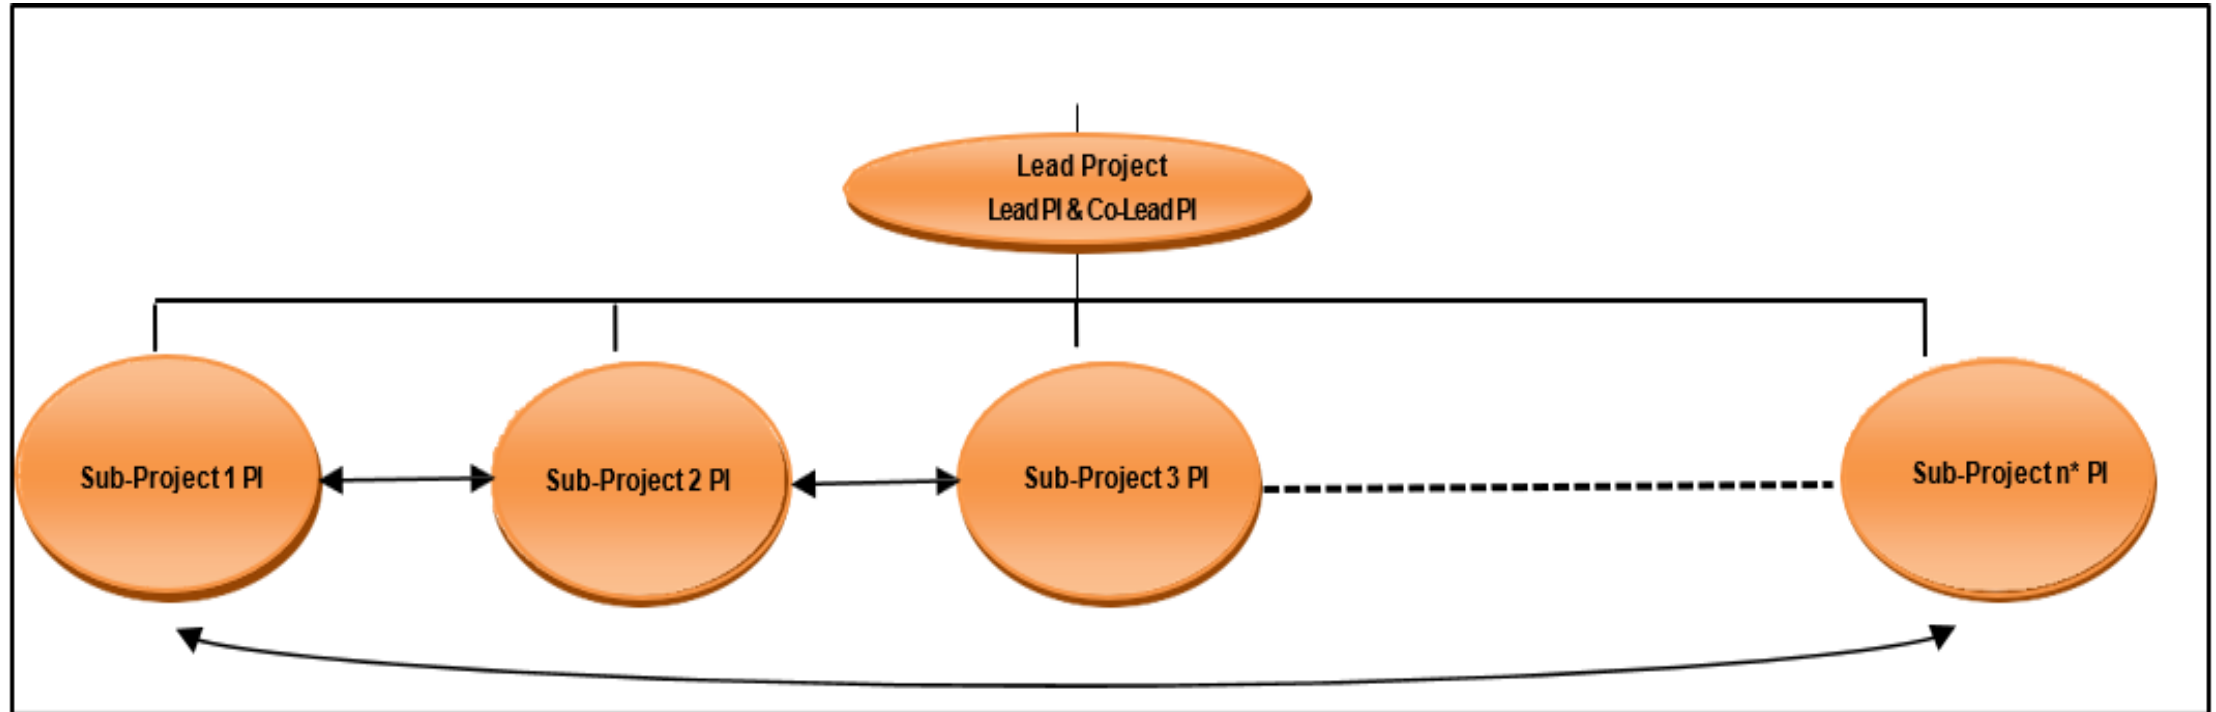 Lead Project
Lead PI & Co-Lead PI
Sub-Project 1 PI
Sub-Project 2 PI
Sub-Project 3 PI
Sub-Project n* PI